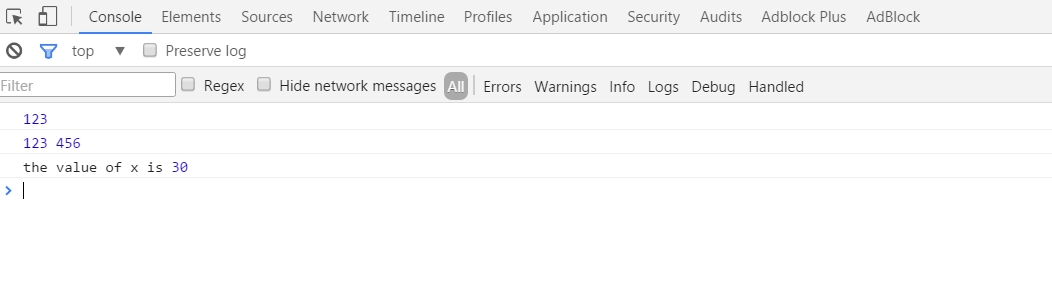 Console Elements Sources Network Timeline Profiles Application Security Audits Adblock Plus AdBlock
top ▼ Preserve log
Filter Regex Hide network messages All Errors Warnings Info Logs Debug Handled
123
123 456
the value of x is 30
>